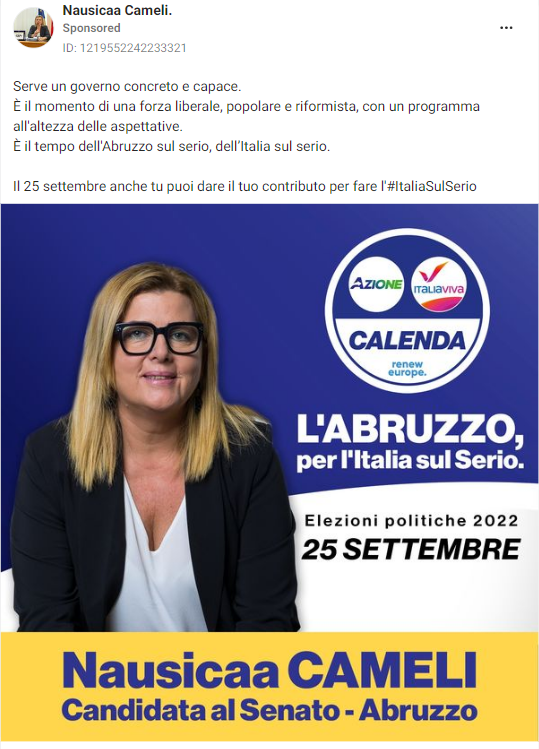 Nausicaa Cameli.
Sponsored
ID: 1219552242233321
Serve un governo concreto e capace.
È il momento di una forza liberale, popolare e riformista, con un programma
all'altezza delle aspettative.
È il tempo dell'Abruzzo sul serio, dell’Italia sul serio.
Il 25 settembre anche tu puoi dare il tuo contributo per fare l'#ItaliaSulSerio
AZIONE
ITALIAVIVA
CALENDA
renew
europe.
L'ABRUZZO,
per l'Italia sul Serio.
Elezioni politiche 2022
25 SETTEMBRE
Nausicaa CAMELI
Candidata al Senato - Abruzzo